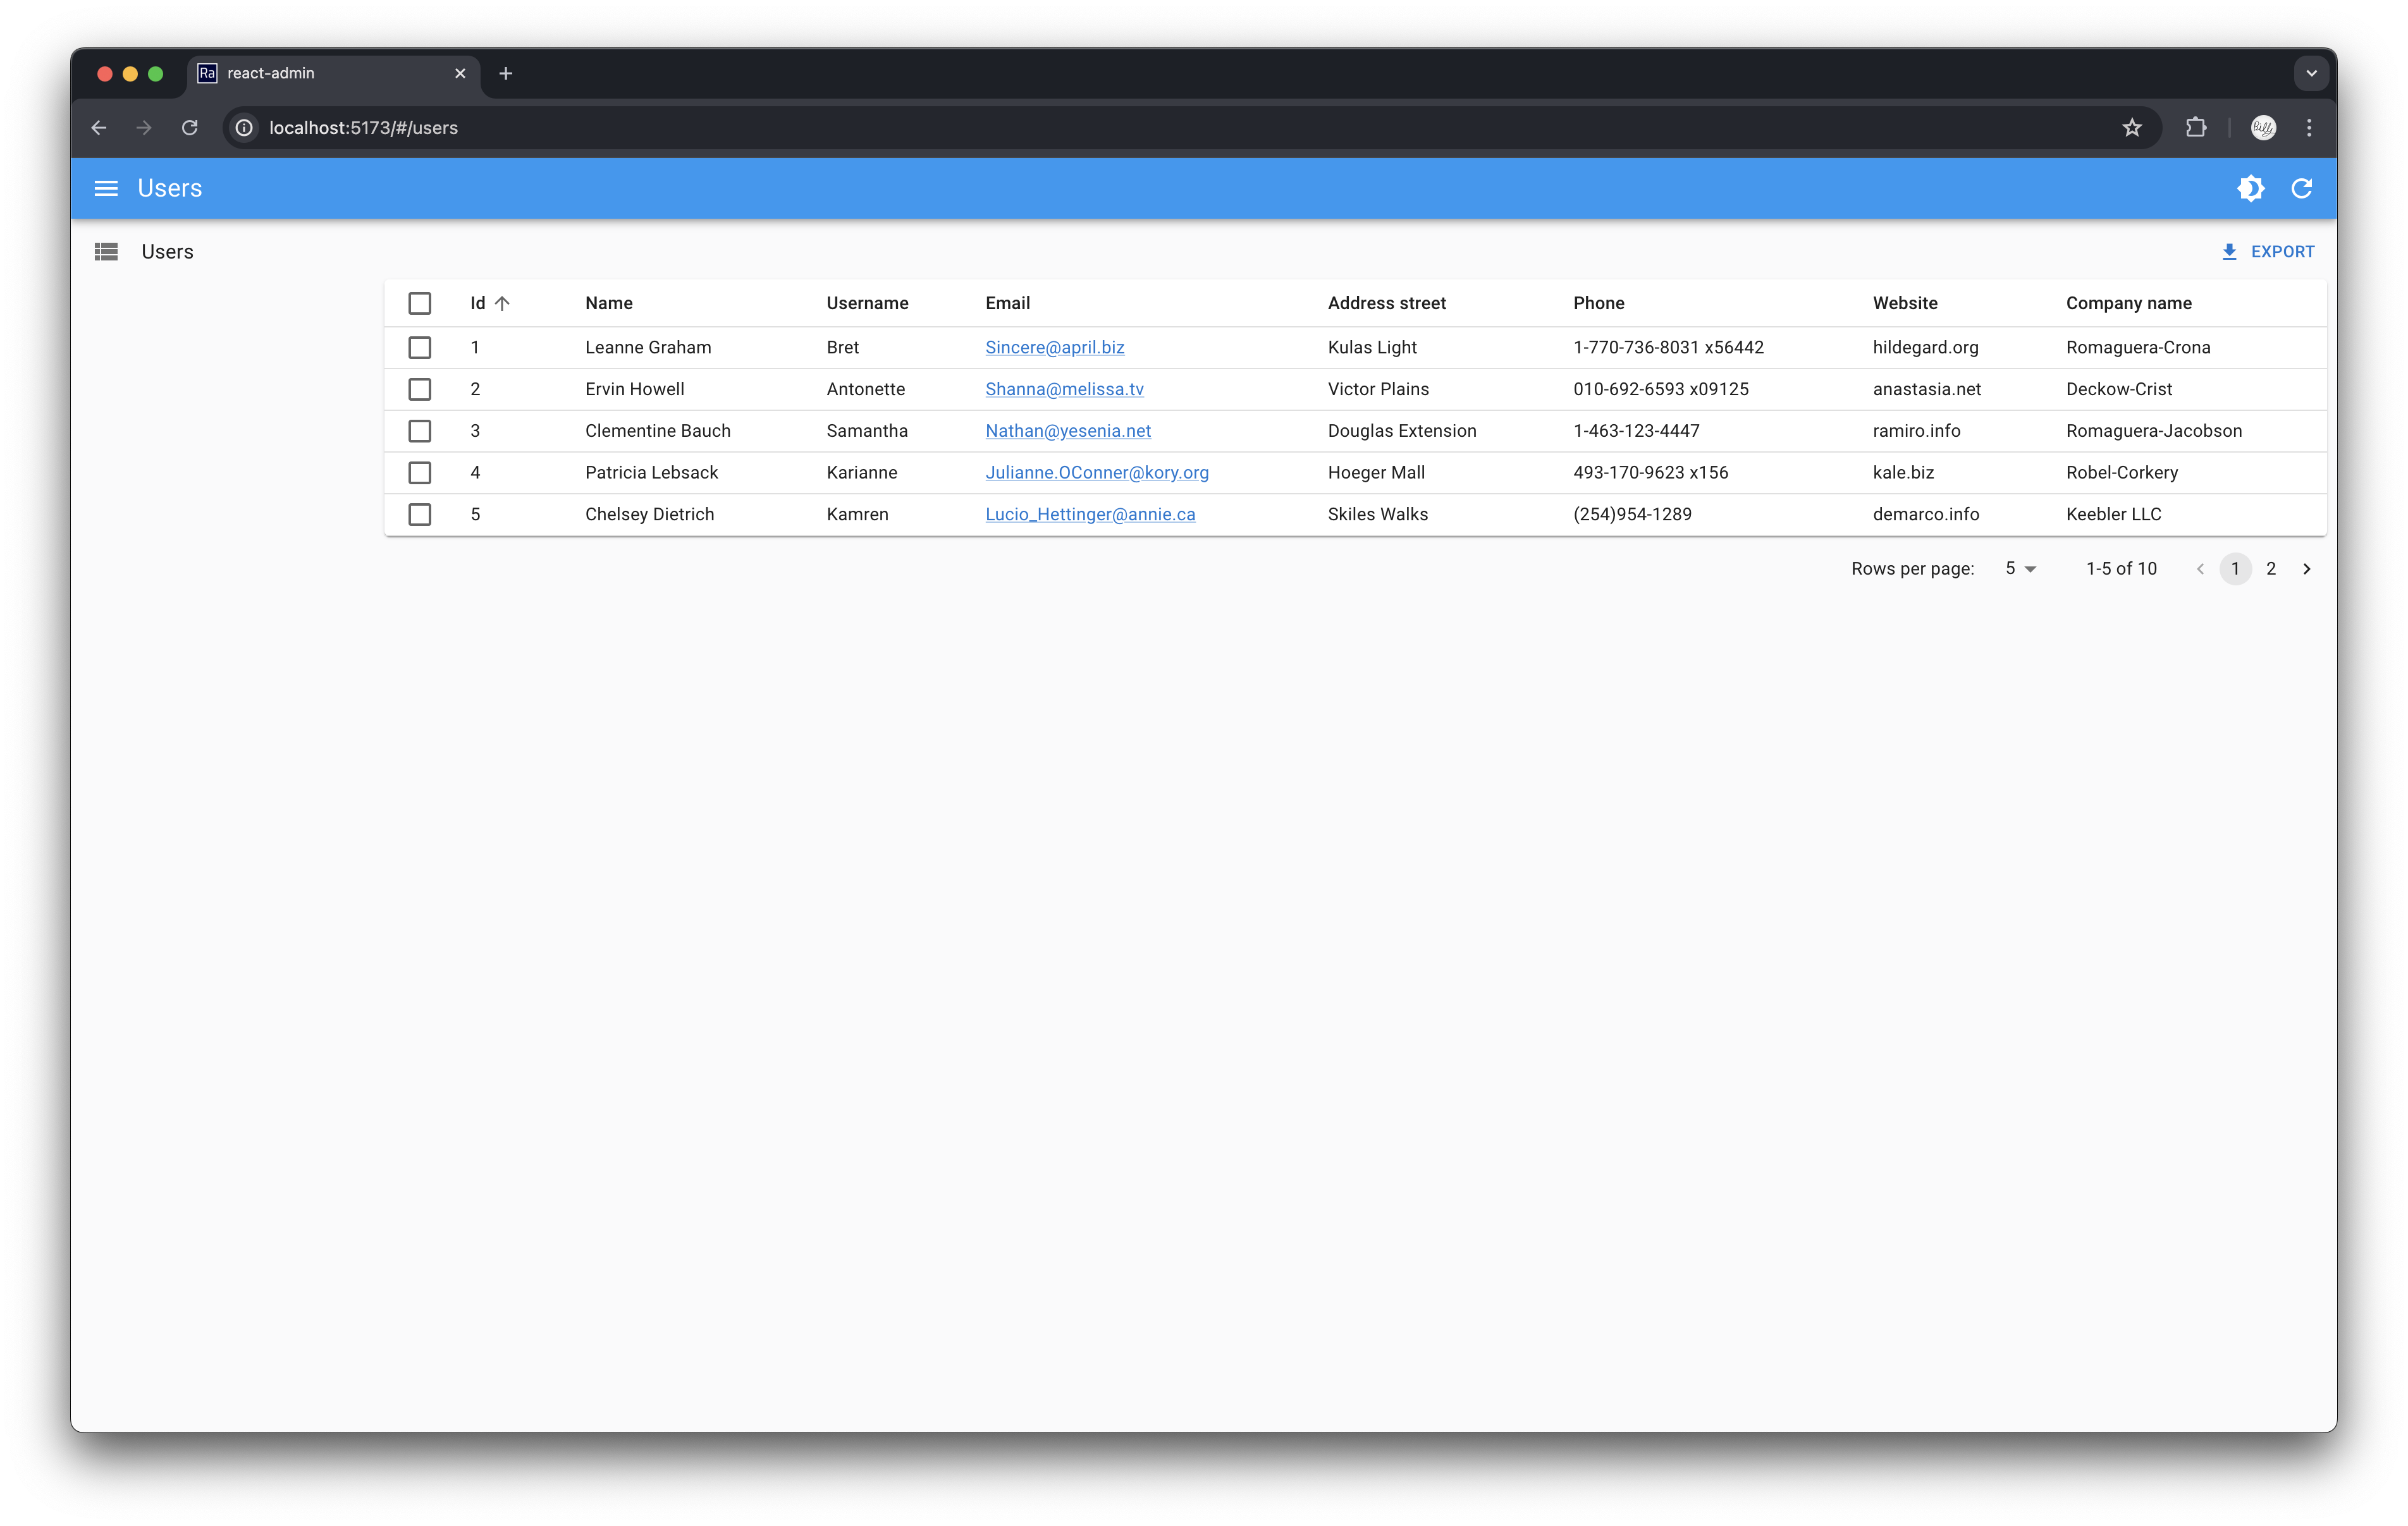 Ra react-admin
localhost:5173/#/users
Billy
Users
Users
EXPORT
Id Name Username Email Address street Phone Website Company name
1 Leanne Graham Bret Sincere@april.biz Kulas Light 1-770-736-8031 x56442 hildegard.org Romaguera-Crona
2 Ervin Howell Antonette Shanna@melissa.tv Victor Plains 010-692-6593 x09125 anastasia.net Deckow-Crist
3 Clementine Bauch Samantha Nathan@yesenia.net Douglas Extension 1-463-123-4447 ramiro.info Romaguera-Jacobson
4 Patricia Lebsack Karianne Julianne.OConner@kory.org Hoeger Mall 493-170-9623 x156 kale.biz Robel-Corkery
5 Chelsey Dietrich Kamren Lucio_Hettinger@annie.ca Skiles Walks (254)954-1289 demarco.info Keebler LLC
Rows per page: 5 1-5 of 10 1 2